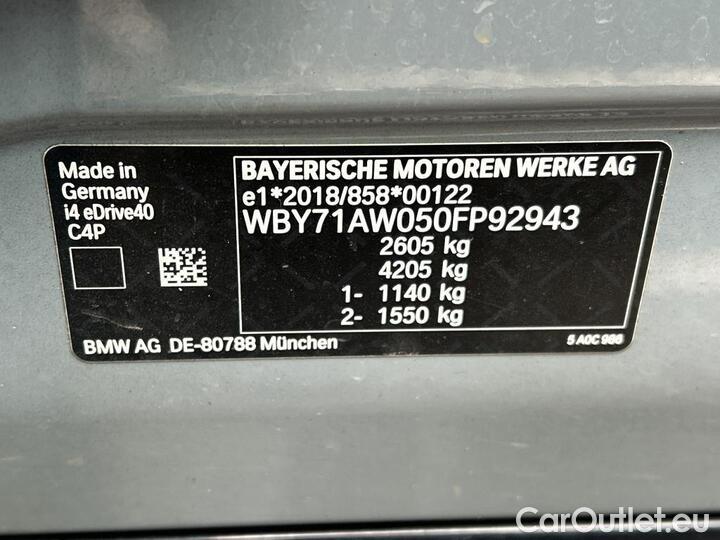 Made in
Germany
i4 eDrive40
C4P
BAYERISCHE MOTOREN WERKE AG
e1*2018/858*00122
WBY71AW050FP92943
2605 kg
4205 kg
1- 1140 kg
2- 1550 kg
BMW AG DE-80788 München
5 A0C 986
CarOutlet.eu